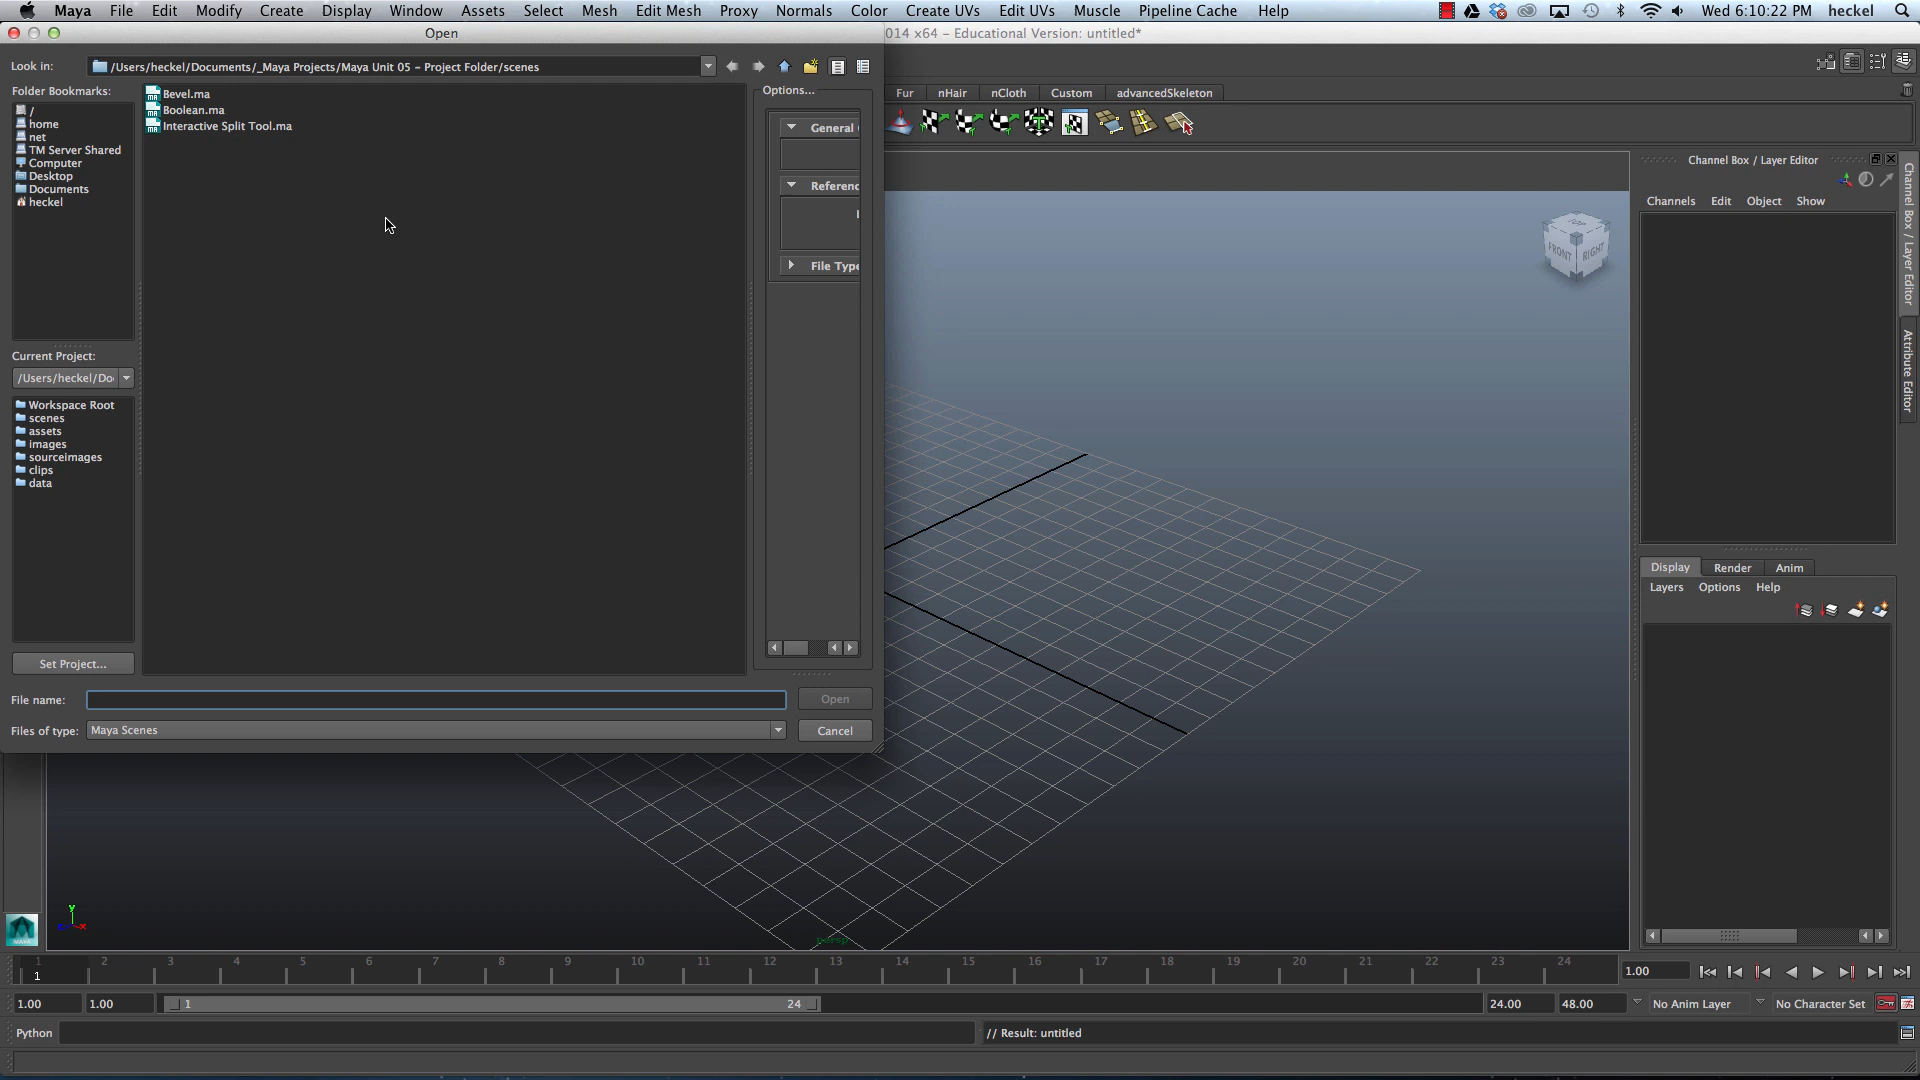 Maya File Edit Modify Create Display Window Assets Select Mesh Edit Mesh Proxy Normals Color Create UVs Edit UVs Muscle Pipeline Cache Help Wed 6:10:22 PM heckel
Open
014 x64 – Educational Version: untitled*
Look in: /Users/heckel/Documents/_Maya Projects/Maya Unit 05 – Project Folder/scenes
Folder Bookmarks:
/
home
net
TM Server Shared
Computer
Desktop
Documents
heckel
Bevel.ma
Boolean.ma
Interactive Split Tool.ma
Options...
General
Referenc
File Type
Fur nHair nCloth Custom advancedSkeleton
Current Project:
/Users/heckel/Do
Workspace Root
scenes
assets
images
sourceimages
clips
data
Set Project...
File name:
Open
Files of type: Maya Scenes
Cancel
TOP
FRONT RIGHT
Channel Box / Layer Editor
Channels Edit Object Show
Channel Box / Layer Editor
Attribute Editor
Display Render Anim
Layers Options Help
y
x
persp
MAYA
1 2 3 4 5 6 7 8 9 10 11 12 13 14 15 16 17 18 19 20 21 22 23 24
1
1.00
1.00 1.00 1 24 24.00 48.00 No Anim Layer No Character Set
Python // Result: untitled